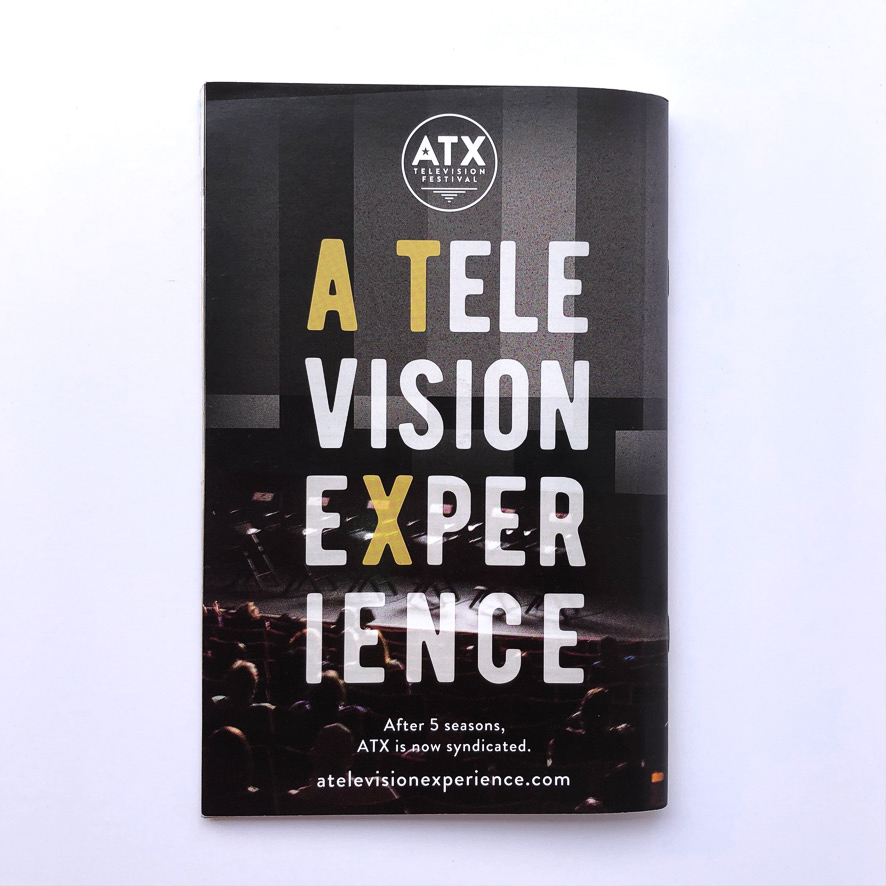 ATX
TELEVISION
FESTIVAL
A TELE
VISION
EXPER
IENCE
After 5 seasons,
ATX is now syndicated.
atelevisionexperience.com